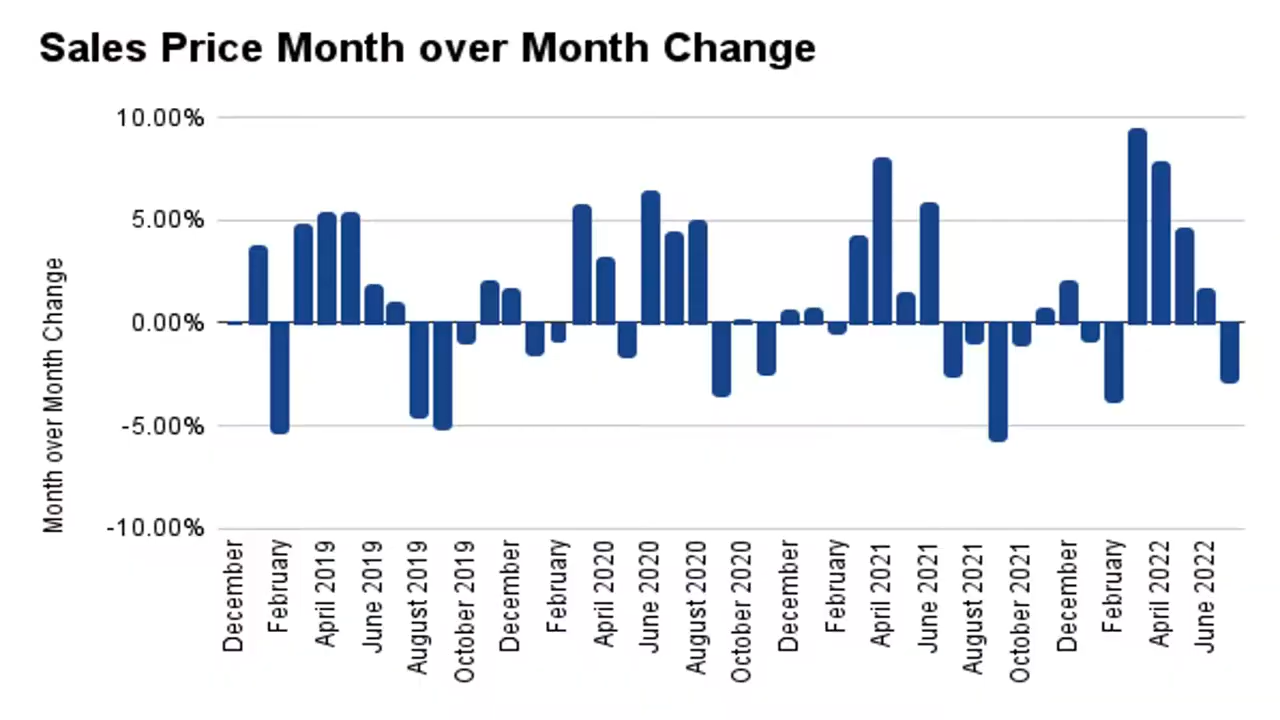 Sales Price Month over Month Change
Month over Month Change
10.00%
5.00%
0.00%
-5.00%
-10.00%
December
February
April 2019
June 2019
August 2019
October 2019
December
February
April 2020
June 2020
August 2020
October 2020
December
February
April 2021
June 2021
August 2021
October 2021
December
February
April 2022
June 2022